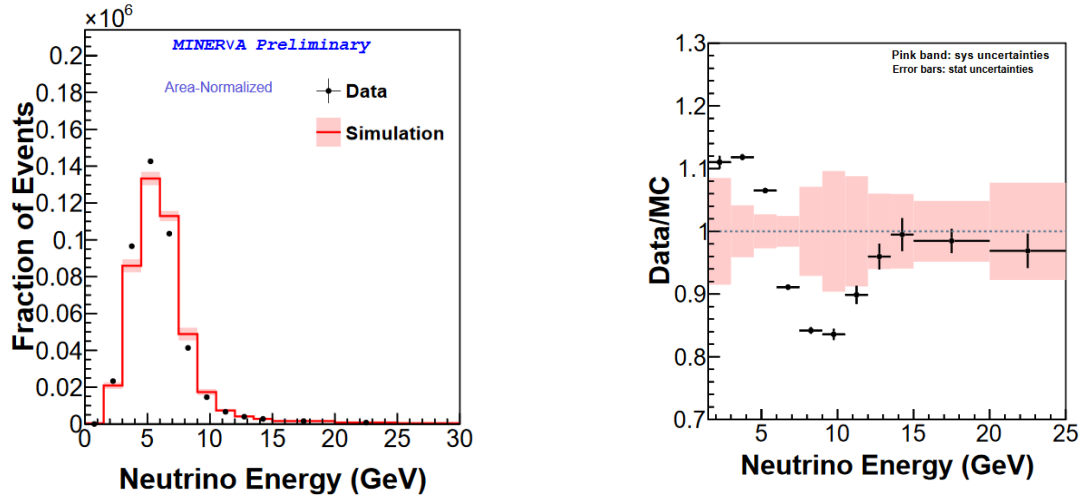 ×10⁶
MINERνA Preliminary
Area-Normalized
Data
Simulation
Fraction of Events
0.2
0.18
0.16
0.14
0.12
0.1
0.08
0.06
0.04
0.02
0
0 5 10 15 20 25 30
Neutrino Energy (GeV)
Pink band: sys uncertainties
Error bars: stat uncertainties
Data/MC
1.3
1.2
1.1
1
0.9
0.8
0.7
5 10 15 20 25
Neutrino Energy (GeV)